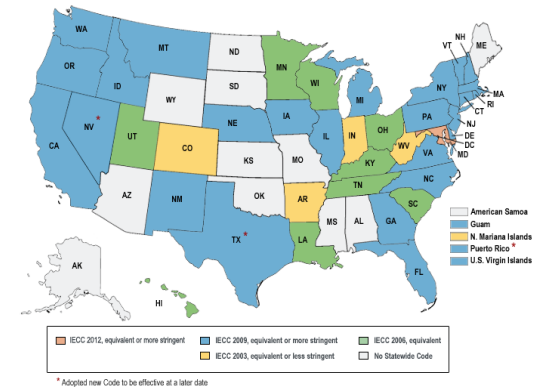 WA
MT
ND
MN
VT
NH
ME
OR
ID
SD
WI
MI
NY
MA
RI
CT
WY
IA
PA
NJ
NV *
NE
IL
IN
OH
DE
DC
MD
UT
CO
WV
VA
CA
KS
MO
KY
NC
TN
AZ
NM
OK
AR
SC
MS
AL
GA
TX *
LA
FL
AK
HI
American Samoa
Guam
N. Mariana Islands
Puerto Rico *
U.S. Virgin Islands
IECC 2012, equivalent or more stringent
IECC 2009, equivalent or more stringent
IECC 2006, equivalent
IECC 2003, equivalent or less stringent
No Statewide Code
* Adopted new Code to be effective at a later date